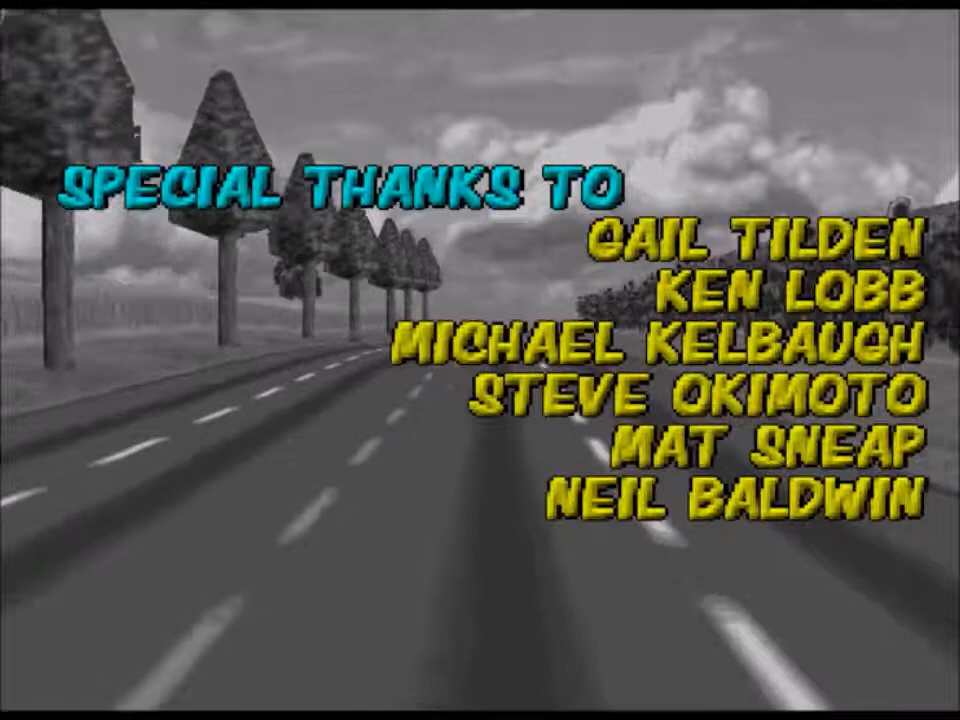 SPECIAL THANKS TO
GAIL TILDEN
KEN LOBB
MICHAEL KELBAUGH
STEVE OKIMOTO
MAT SNEAP
NEIL BALDWIN